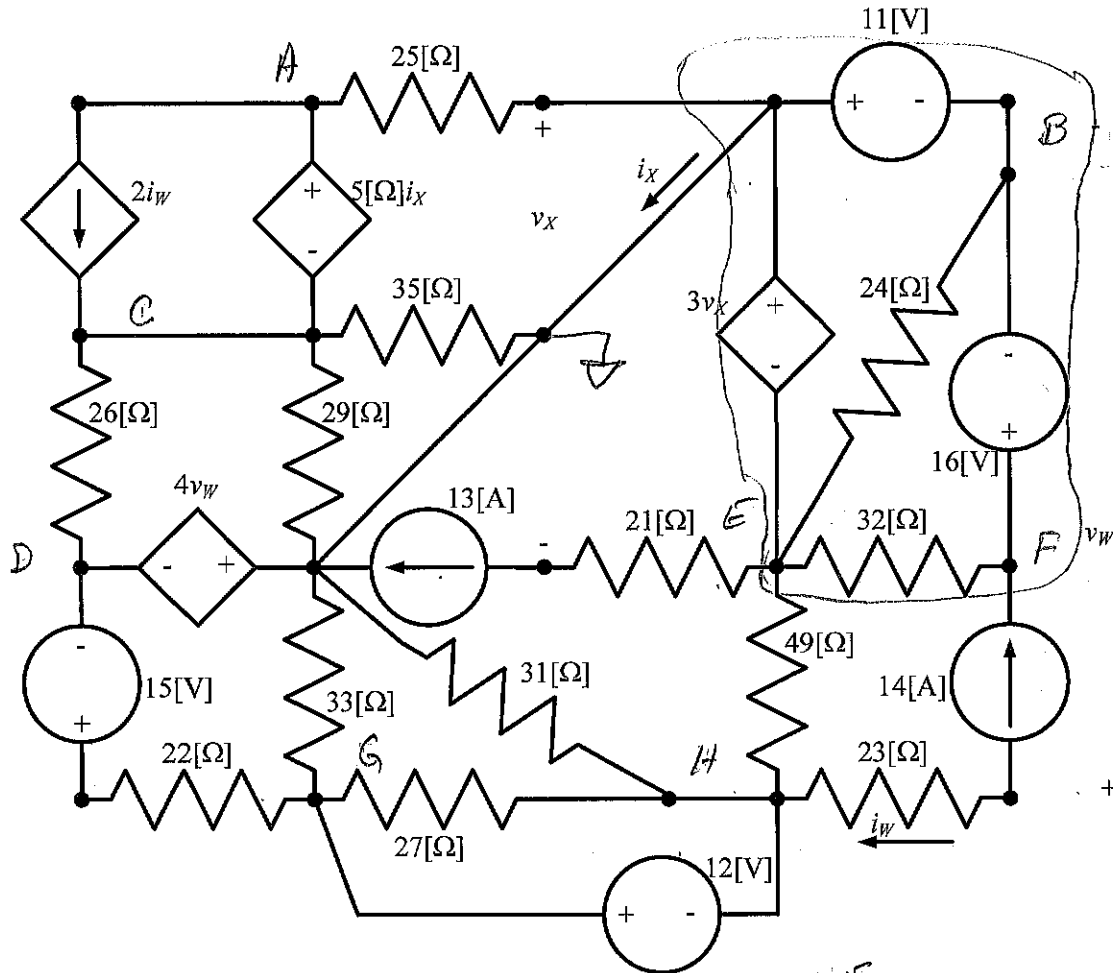 11[V]
A
25[Ω]
+
+ -
B
-
2i_W
+
5[Ω]i_X
-
v_X
i_X
C
35[Ω]
3v_X
+
-
24[Ω]
-
+
16[V]
26[Ω]
29[Ω]
D
4v_W
- +
13[A]
-
21[Ω]
E
32[Ω]
F
v_W
-
+
15[V]
33[Ω]
31[Ω]
49[Ω]
14[A]
22[Ω]
G
27[Ω]
H
23[Ω]
i_W
+
12[V]
+ -